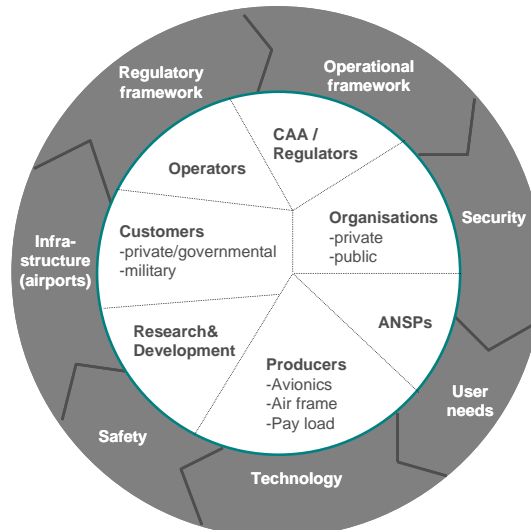 Regulatory
framework
Operational
framework
CAA /
Regulators
Operators
Customers
-private/governmental
-military
Organisations
-private
-public
Security
Infra-
structure
(airports)
ANSPs
Research&
Development
Producers
-Avionics
-Air frame
-Pay load
User
needs
Safety
Technology